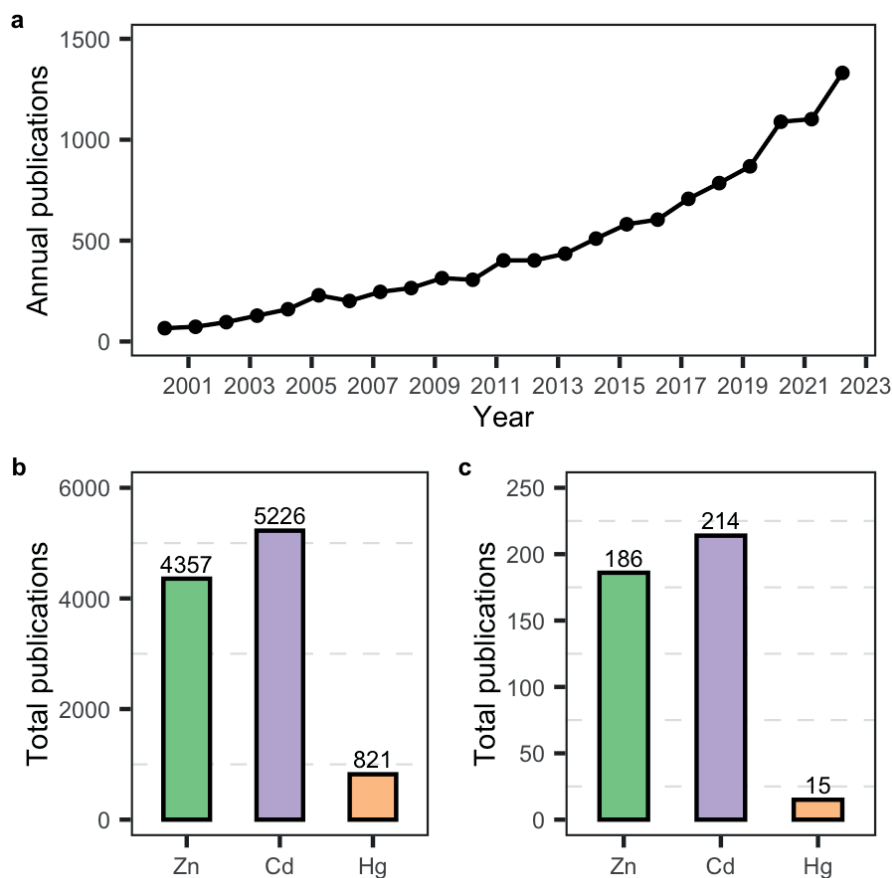 a
Annual publications
1500
1000
500
0
2001 2003 2005 2007 2009 2011 2013 2015 2017 2019 2021 2023
Year
b
Total publications
6000
4000
2000
0
4357
5226
821
Zn Cd Hg
c
Total publications
250
200
150
100
50
0
186
214
15
Zn Cd Hg